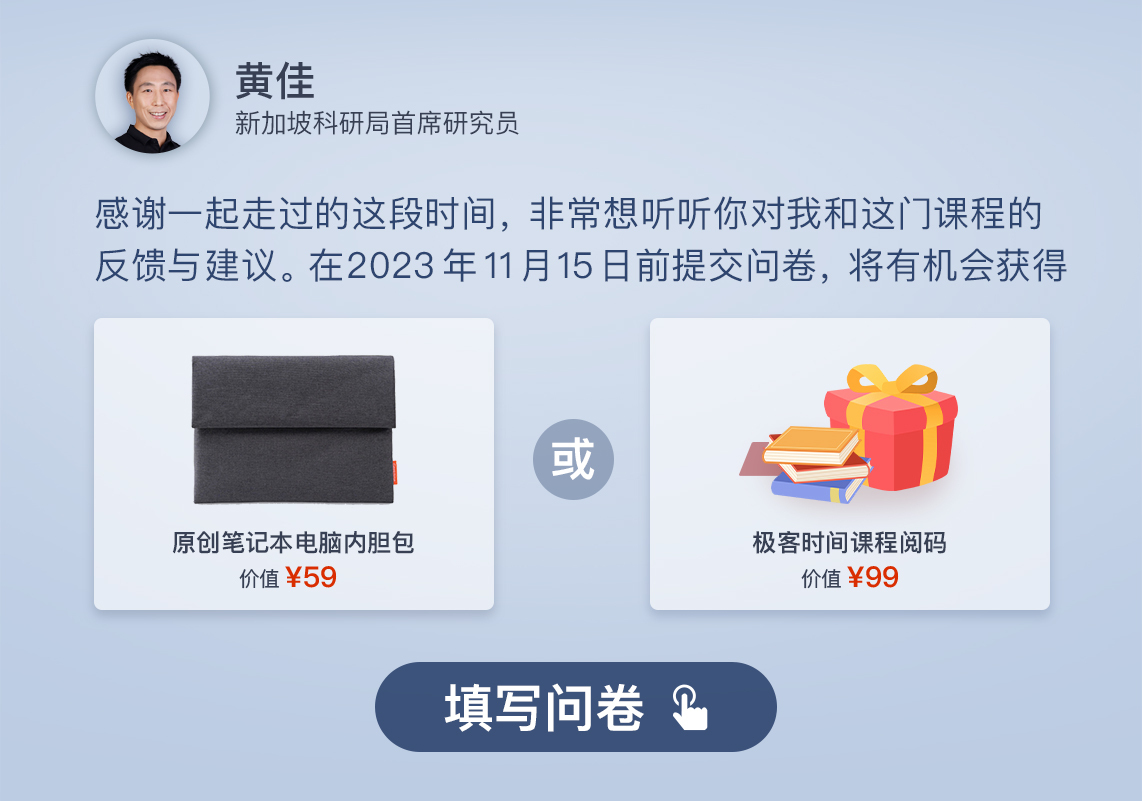 黄佳
新加坡科研局首席研究员
感谢一起走过的这段时间，非常想听听你对我和这门课程的
反馈与建议。在2023年11月15日前提交问卷，将有机会获得
原创笔记本电脑内胆包
价值 ¥59
或
极客时间课程阅码
价值 ¥99
填写问卷